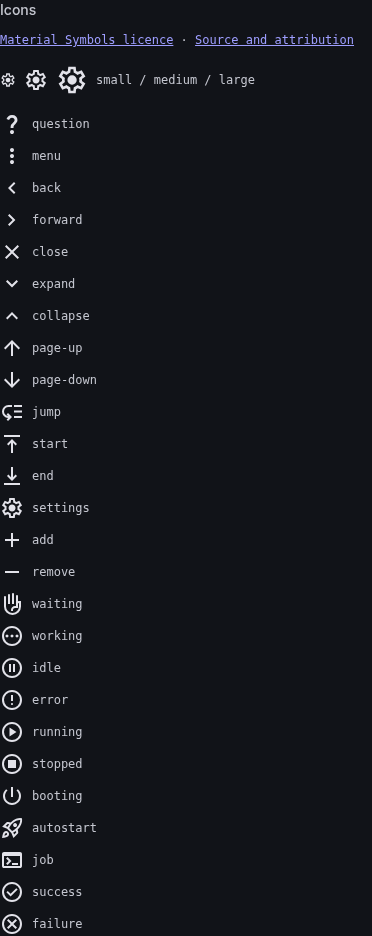 Icons
Material Symbols licence · Source and attribution
small / medium / large
question
menu
back
forward
close
expand
collapse
page-up
page-down
jump
start
end
settings
add
remove
waiting
working
idle
error
running
stopped
booting
autostart
job
success
failure